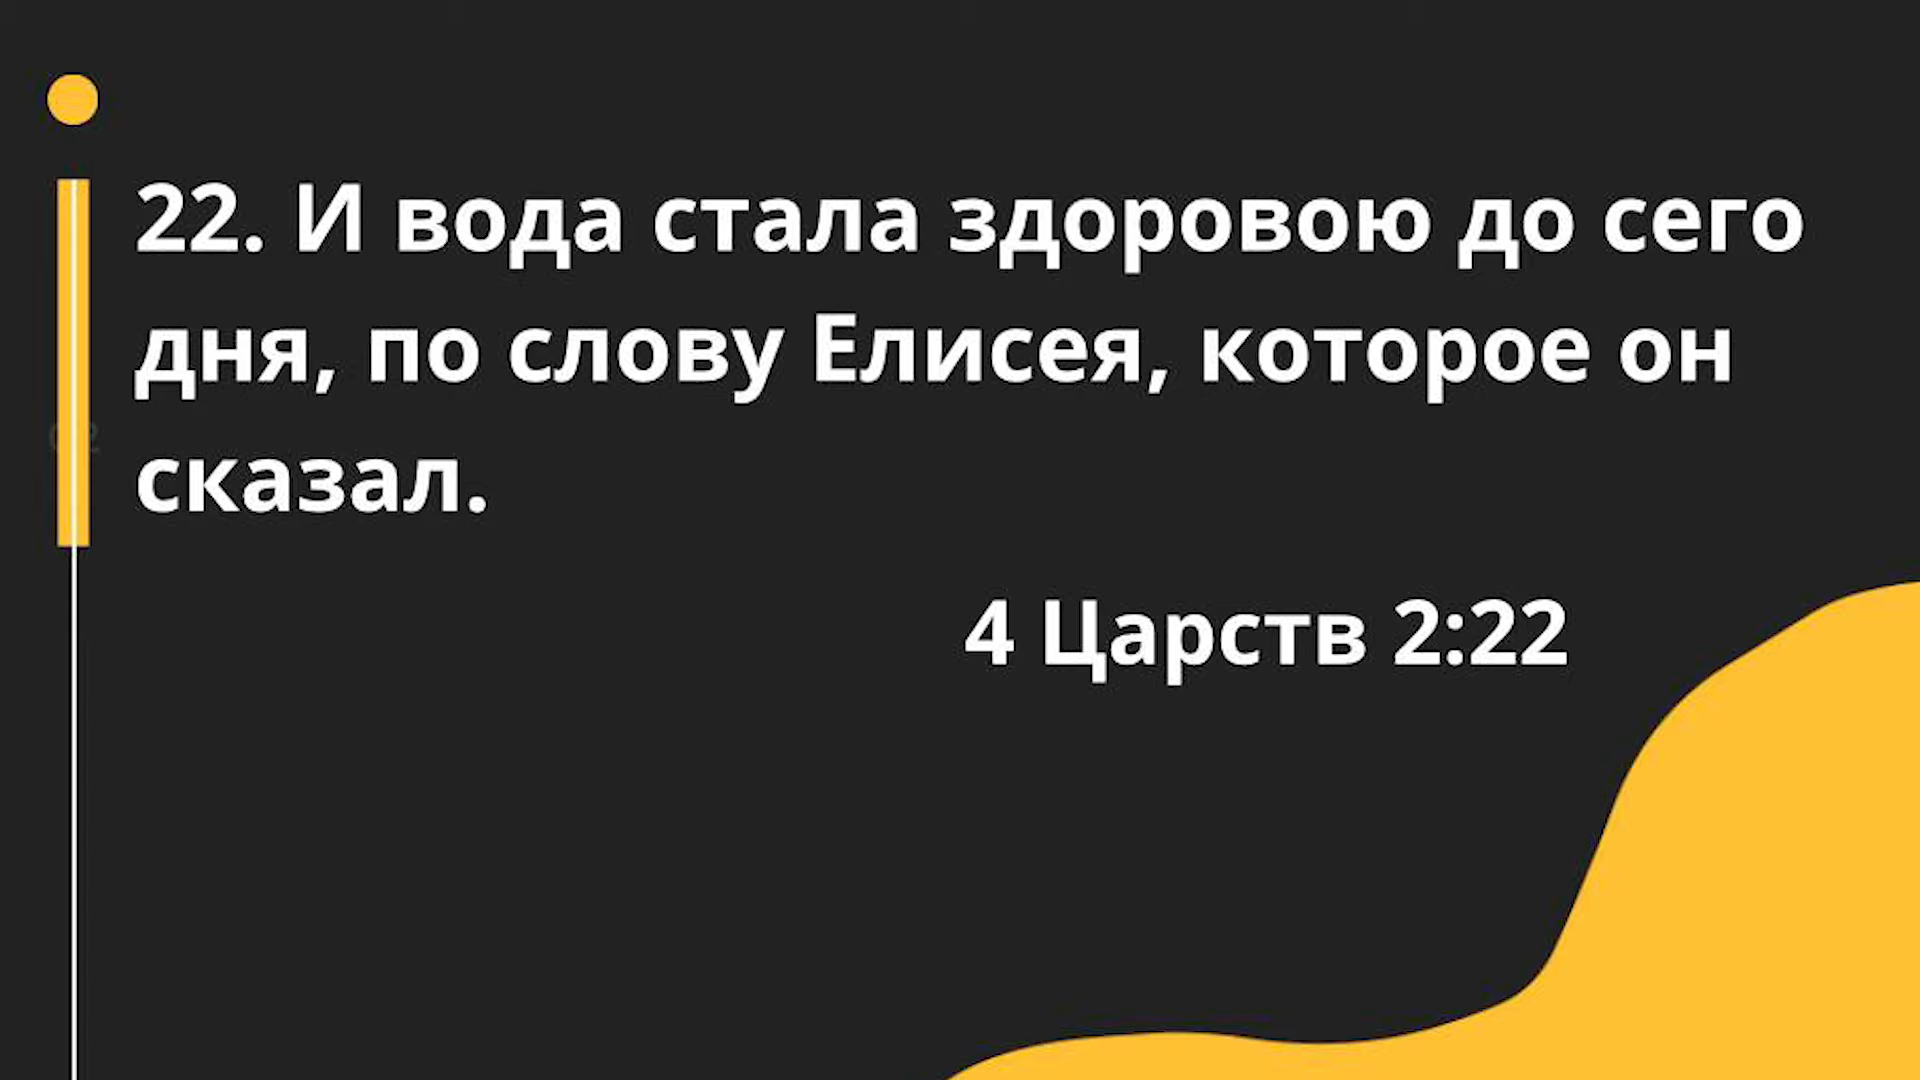 22. И вода стала здоровою до сего
дня, по слову Елисея, которое он
сказал.
4 Царств 2:22